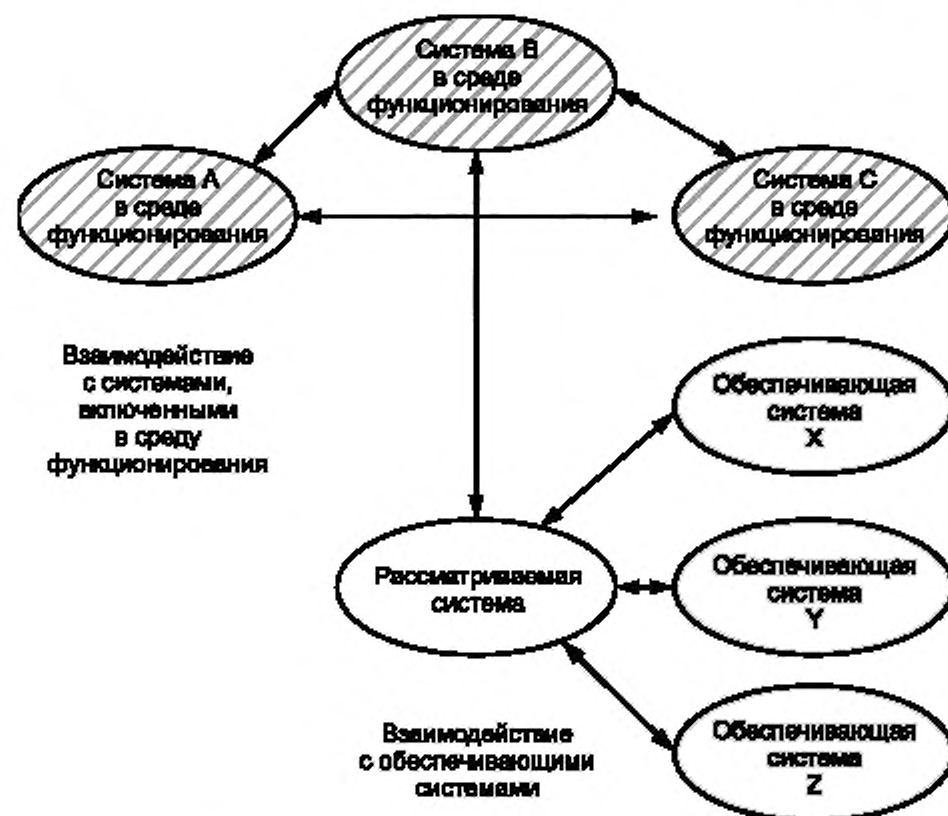 Система B
в среде
функционирования
Система A
в среде
функционирования
Система C
в среде
функционирования
Взаимодействие
с системами,
включенными
в среду
функционирования
Обеспечивающая
система
X
Рассматриваемая
система
Обеспечивающая
система
Y
Взаимодействие
с обеспечивающими
системами
Обеспечивающая
система
Z